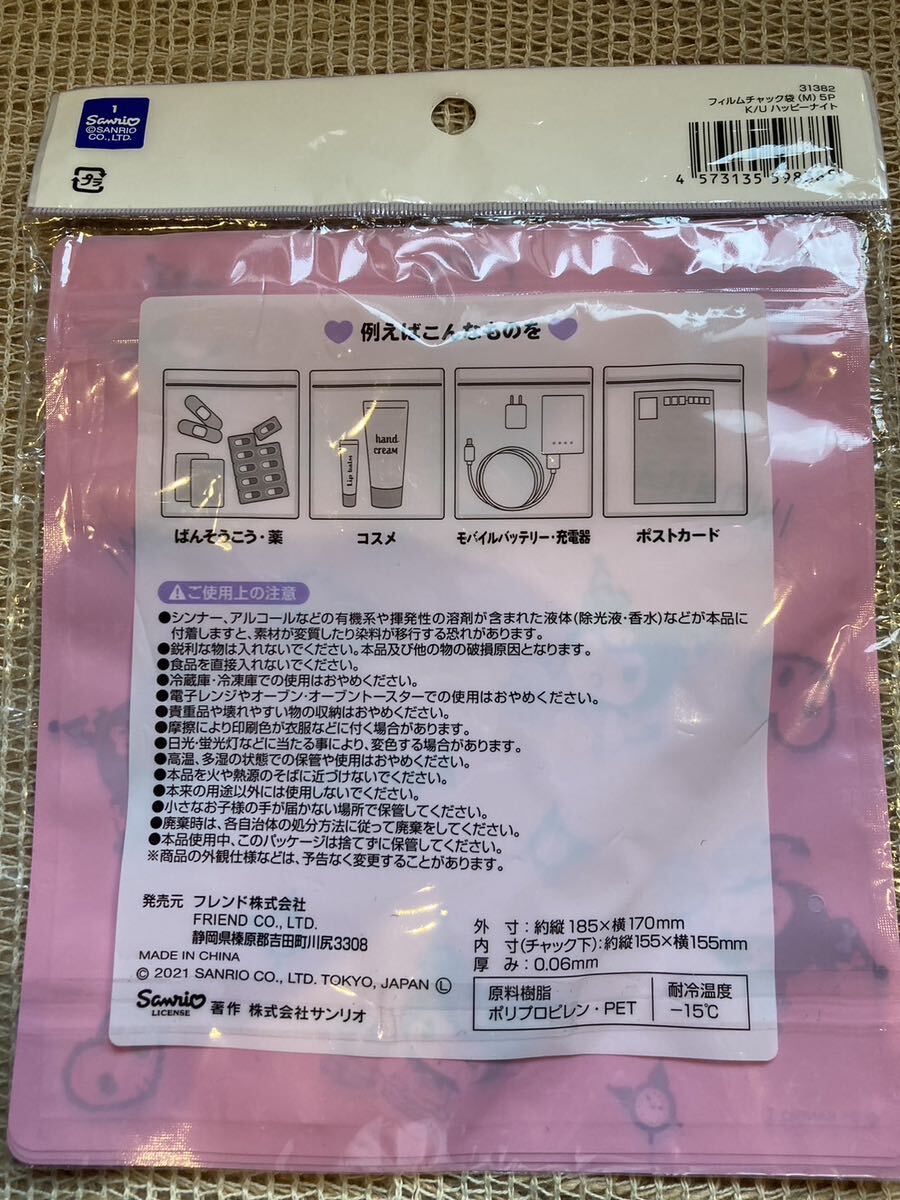 1
Sanrio
©SANRIO
CO., LTD.
プラ
31382
フィルムチャック袋(M) 5P
K/U ハッピーナイト
4 573135
例えばこんなものを
Lip balm
hand
cream
ばんそうこう・薬
コスメ
モバイルバッテリー・充電器
ポストカード
ご使用上の注意
●シンナー、アルコールなどの有機系や揮発性の溶剤が含まれた液体(除光液・香水)などが本品に
付着しますと、素材が変質したり染料が移行する恐れがあります。
●鋭利な物は入れないでください。本品及び他の物の破損原因となります。
●食品を直接入れないでください。
●冷蔵庫・冷凍庫での使用はおやめください。
●電子レンジやオーブン・オーブントースターでの使用はおやめください。
●貴重品や壊れやすい物の収納はおやめください。
●摩擦により印刷色が衣服などに付く場合があります。
●日光・蛍光灯などに当たる事により、変色する場合があります。
●高温、多湿の状態での保管や使用はおやめください。
●本品を火や熱源のそばに近づけないでください。
●本来の用途以外には使用しないでください。
●小さなお子様の手が届かない場所で保管してください。
●廃棄時は、各自治体の処分方法に従って廃棄をしてください。
●本品使用中、このパッケージは捨てずに保管してください。
※商品の外観仕様などは、予告なく変更することがあります。
発売元 フレンド株式会社
FRIEND CO., LTD.
静岡県榛原郡吉田町川尻3308
MADE IN CHINA
© 2021 SANRIO CO., LTD. TOKYO, JAPAN Ⓛ
Sanrio
LICENSE
著作 株式会社サンリオ
外 寸:約縦185×横170mm
内 寸(チャック下):約縦155×横155mm
厚 み:0.06mm
原料樹脂
ポリプロピレン・PET
耐冷温度
−15℃